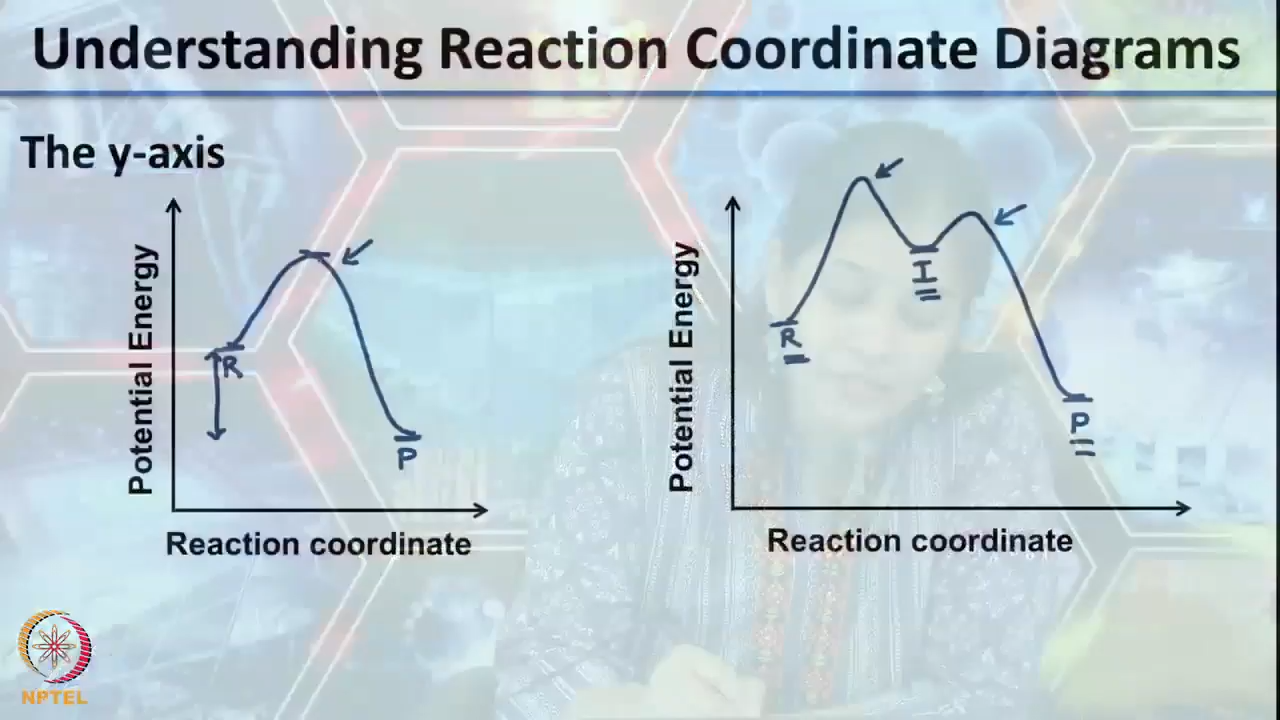 Understanding Reaction Coordinate Diagrams
The y-axis
Potential Energy
R
P
Reaction coordinate
Potential Energy
R
I
P
Reaction coordinate
NPTEL